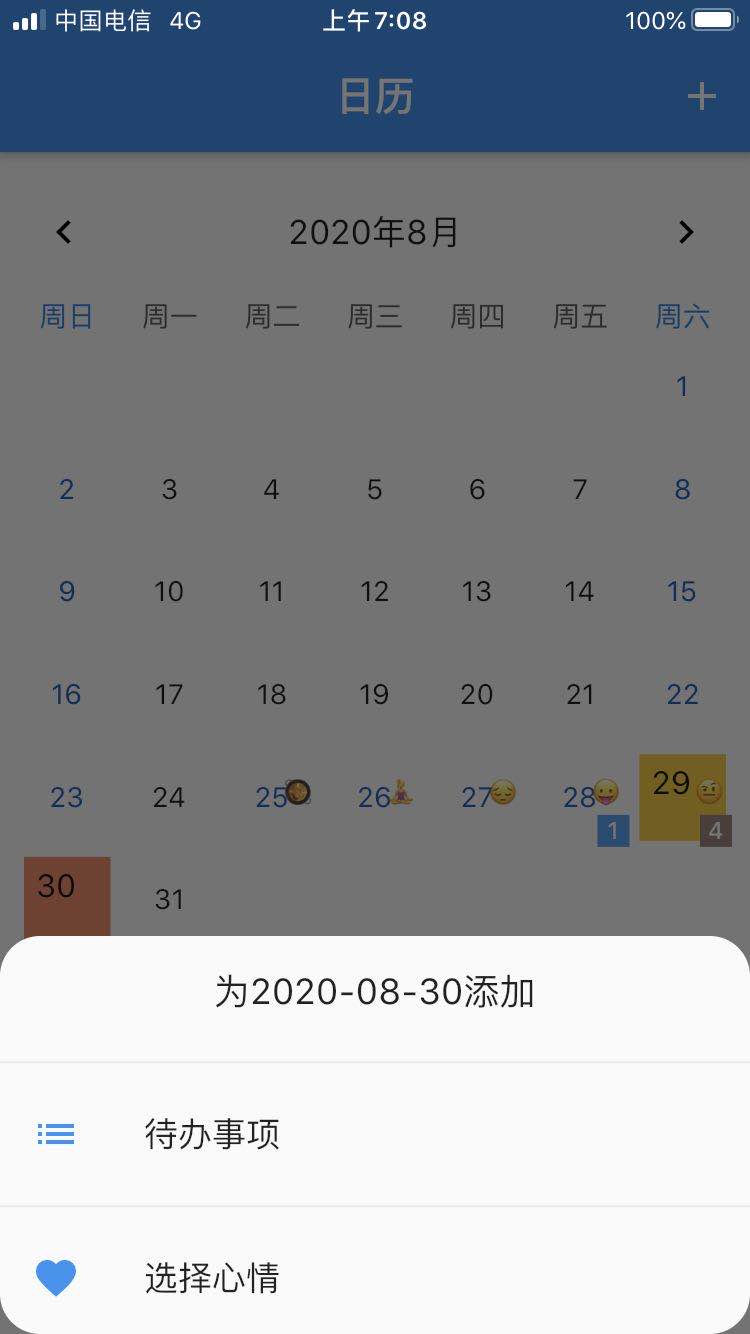 中国电信 4G 上午7:08 100%
日历 +
2020年8月
周日 周一 周二 周三 周四 周五 周六
1
2 3 4 5 6 7 8
9 10 11 12 13 14 15
16 17 18 19 20 21 22
23 24 25 26 27 28 29
1 4
30 31
为2020-08-30添加
待办事项
选择心情